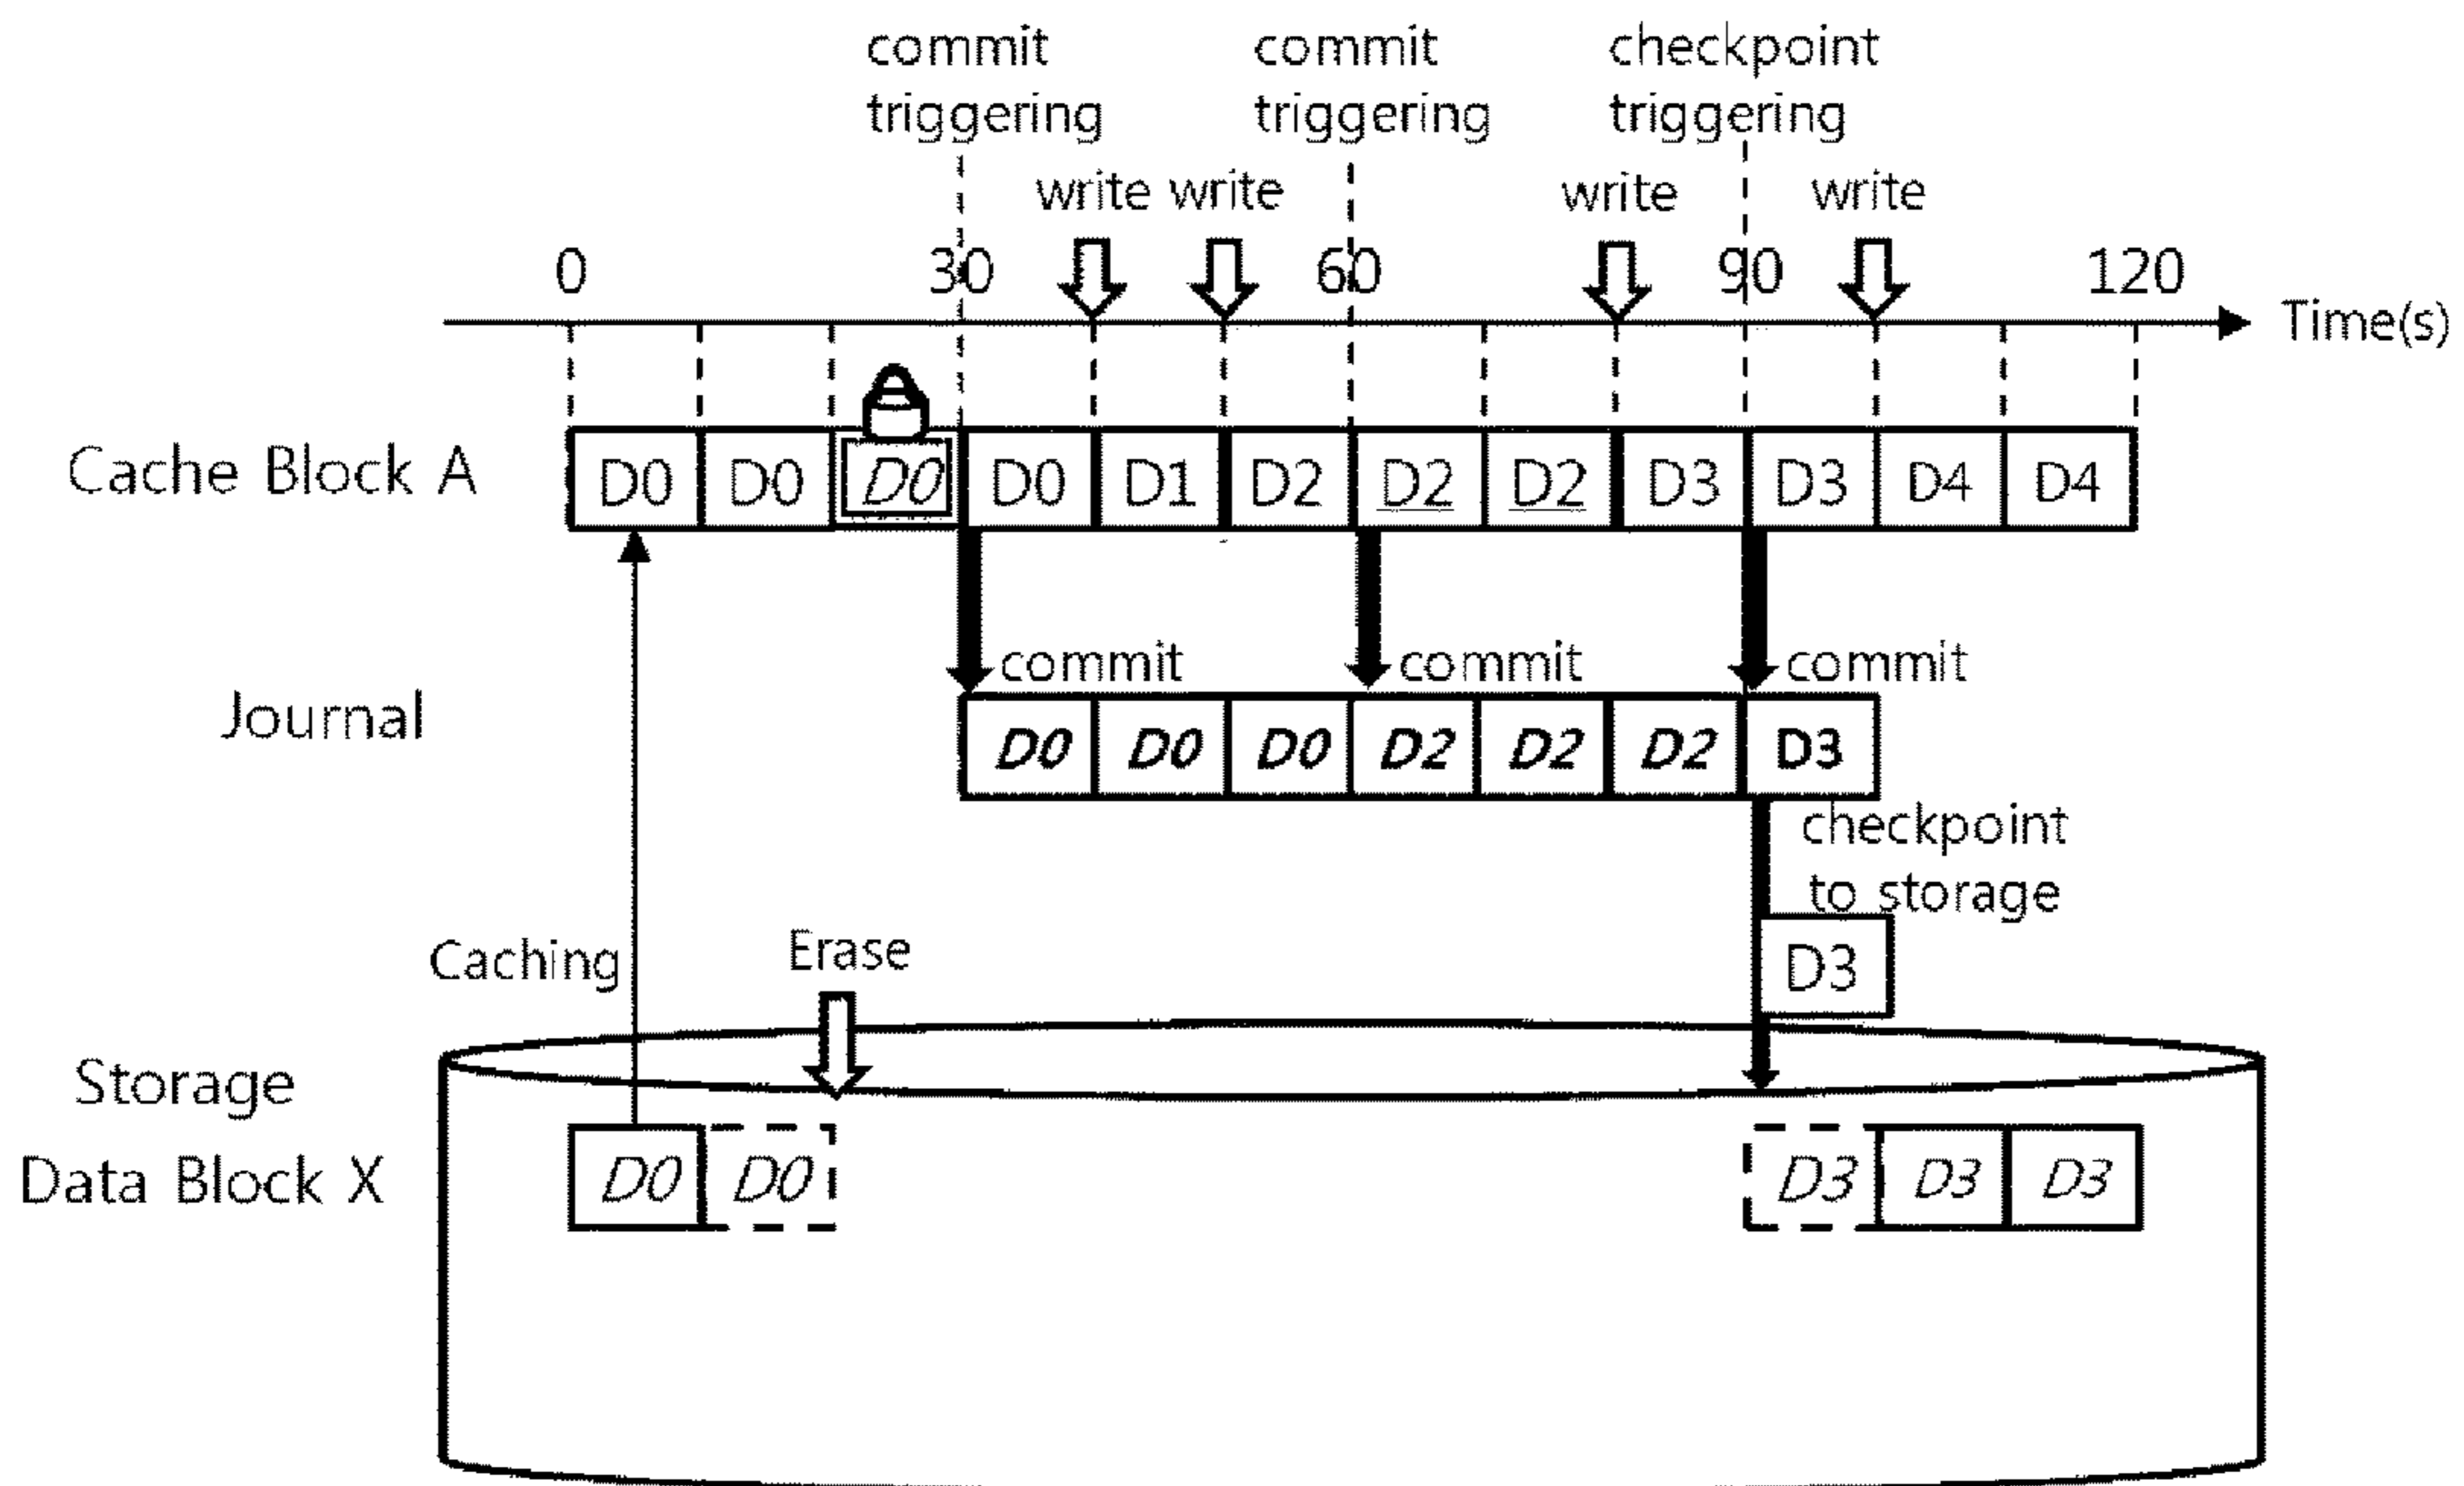 commit commit checkpoint
triggering triggering triggering
write write write write
0 30 60 90 120
Time(s)
Cache Block A D0 D0 D0 D0 D1 D2 D2 D2 D3 D3 D4 D4
commit commit commit
Journal D0 D0 D0 D2 D2 D2 D3
checkpoint
to storage
Caching Erase D3
Storage
Data Block X D0 D0 D3 D3 D3